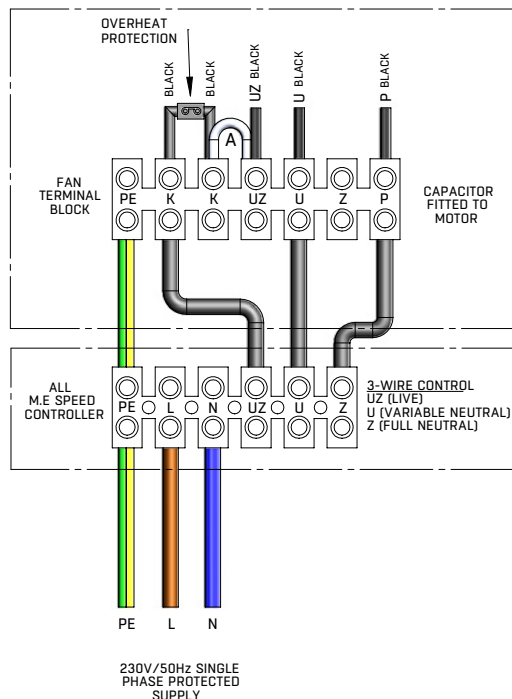 OVERHEAT
PROTECTION
BLACK
BLACK
UZ BLACK
U BLACK
P BLACK
A
FAN
TERMINAL
BLOCK
PE K K UZ U Z P
CAPACITOR
FITTED TO
MOTOR
ALL
M.E SPEED
CONTROLLER
PE L N UZ U Z
3-WIRE CONTROL
UZ (LIVE)
U (VARIABLE NEUTRAL)
Z (FULL NEUTRAL)
PE L N
230V/50Hz SINGLE
PHASE PROTECTED
SUPPLY